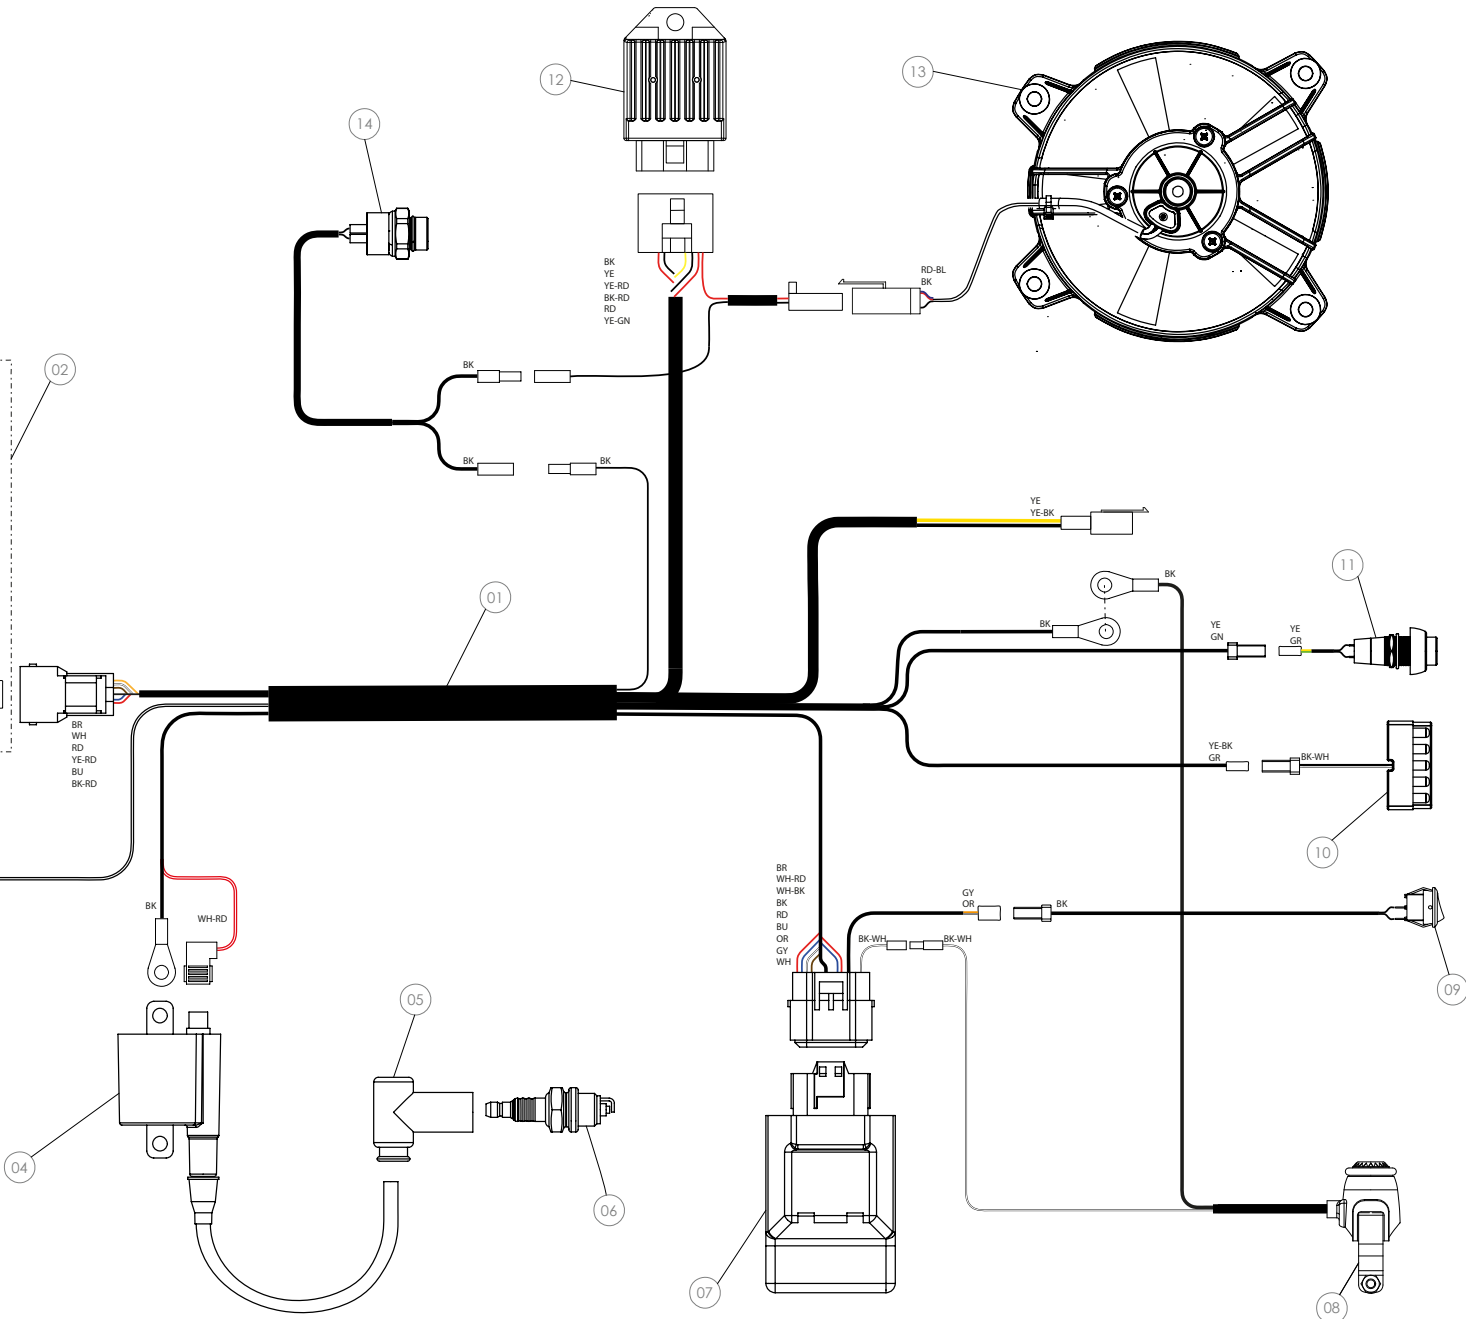 12
13
14
BK
YE
YE-RD
BK-RD
RD
YE-GN
RD-BL
BK
02
BK
BK
BK
YE
YE-BK
11
BK
01
BK
YE
GN
YE
GR
BR
WH
RD
YE-RD
BU
BK-RD
YE-BK
GR
BK-WH
10
BK
WH-RD
BR
WH-RD
WH-BK
BK
RD
BU
OR
GY
WH
GY
OR
BK
BK-WH
BK-WH
09
05
04
06
07
08